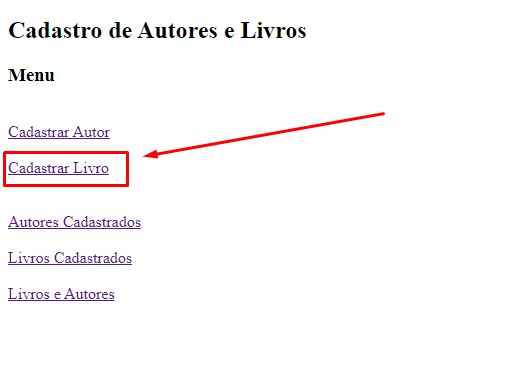 Cadastro de Autores e Livros
Menu
Cadastrar Autor
Cadastrar Livro
Autores Cadastrados
Livros Cadastrados
Livros e Autores